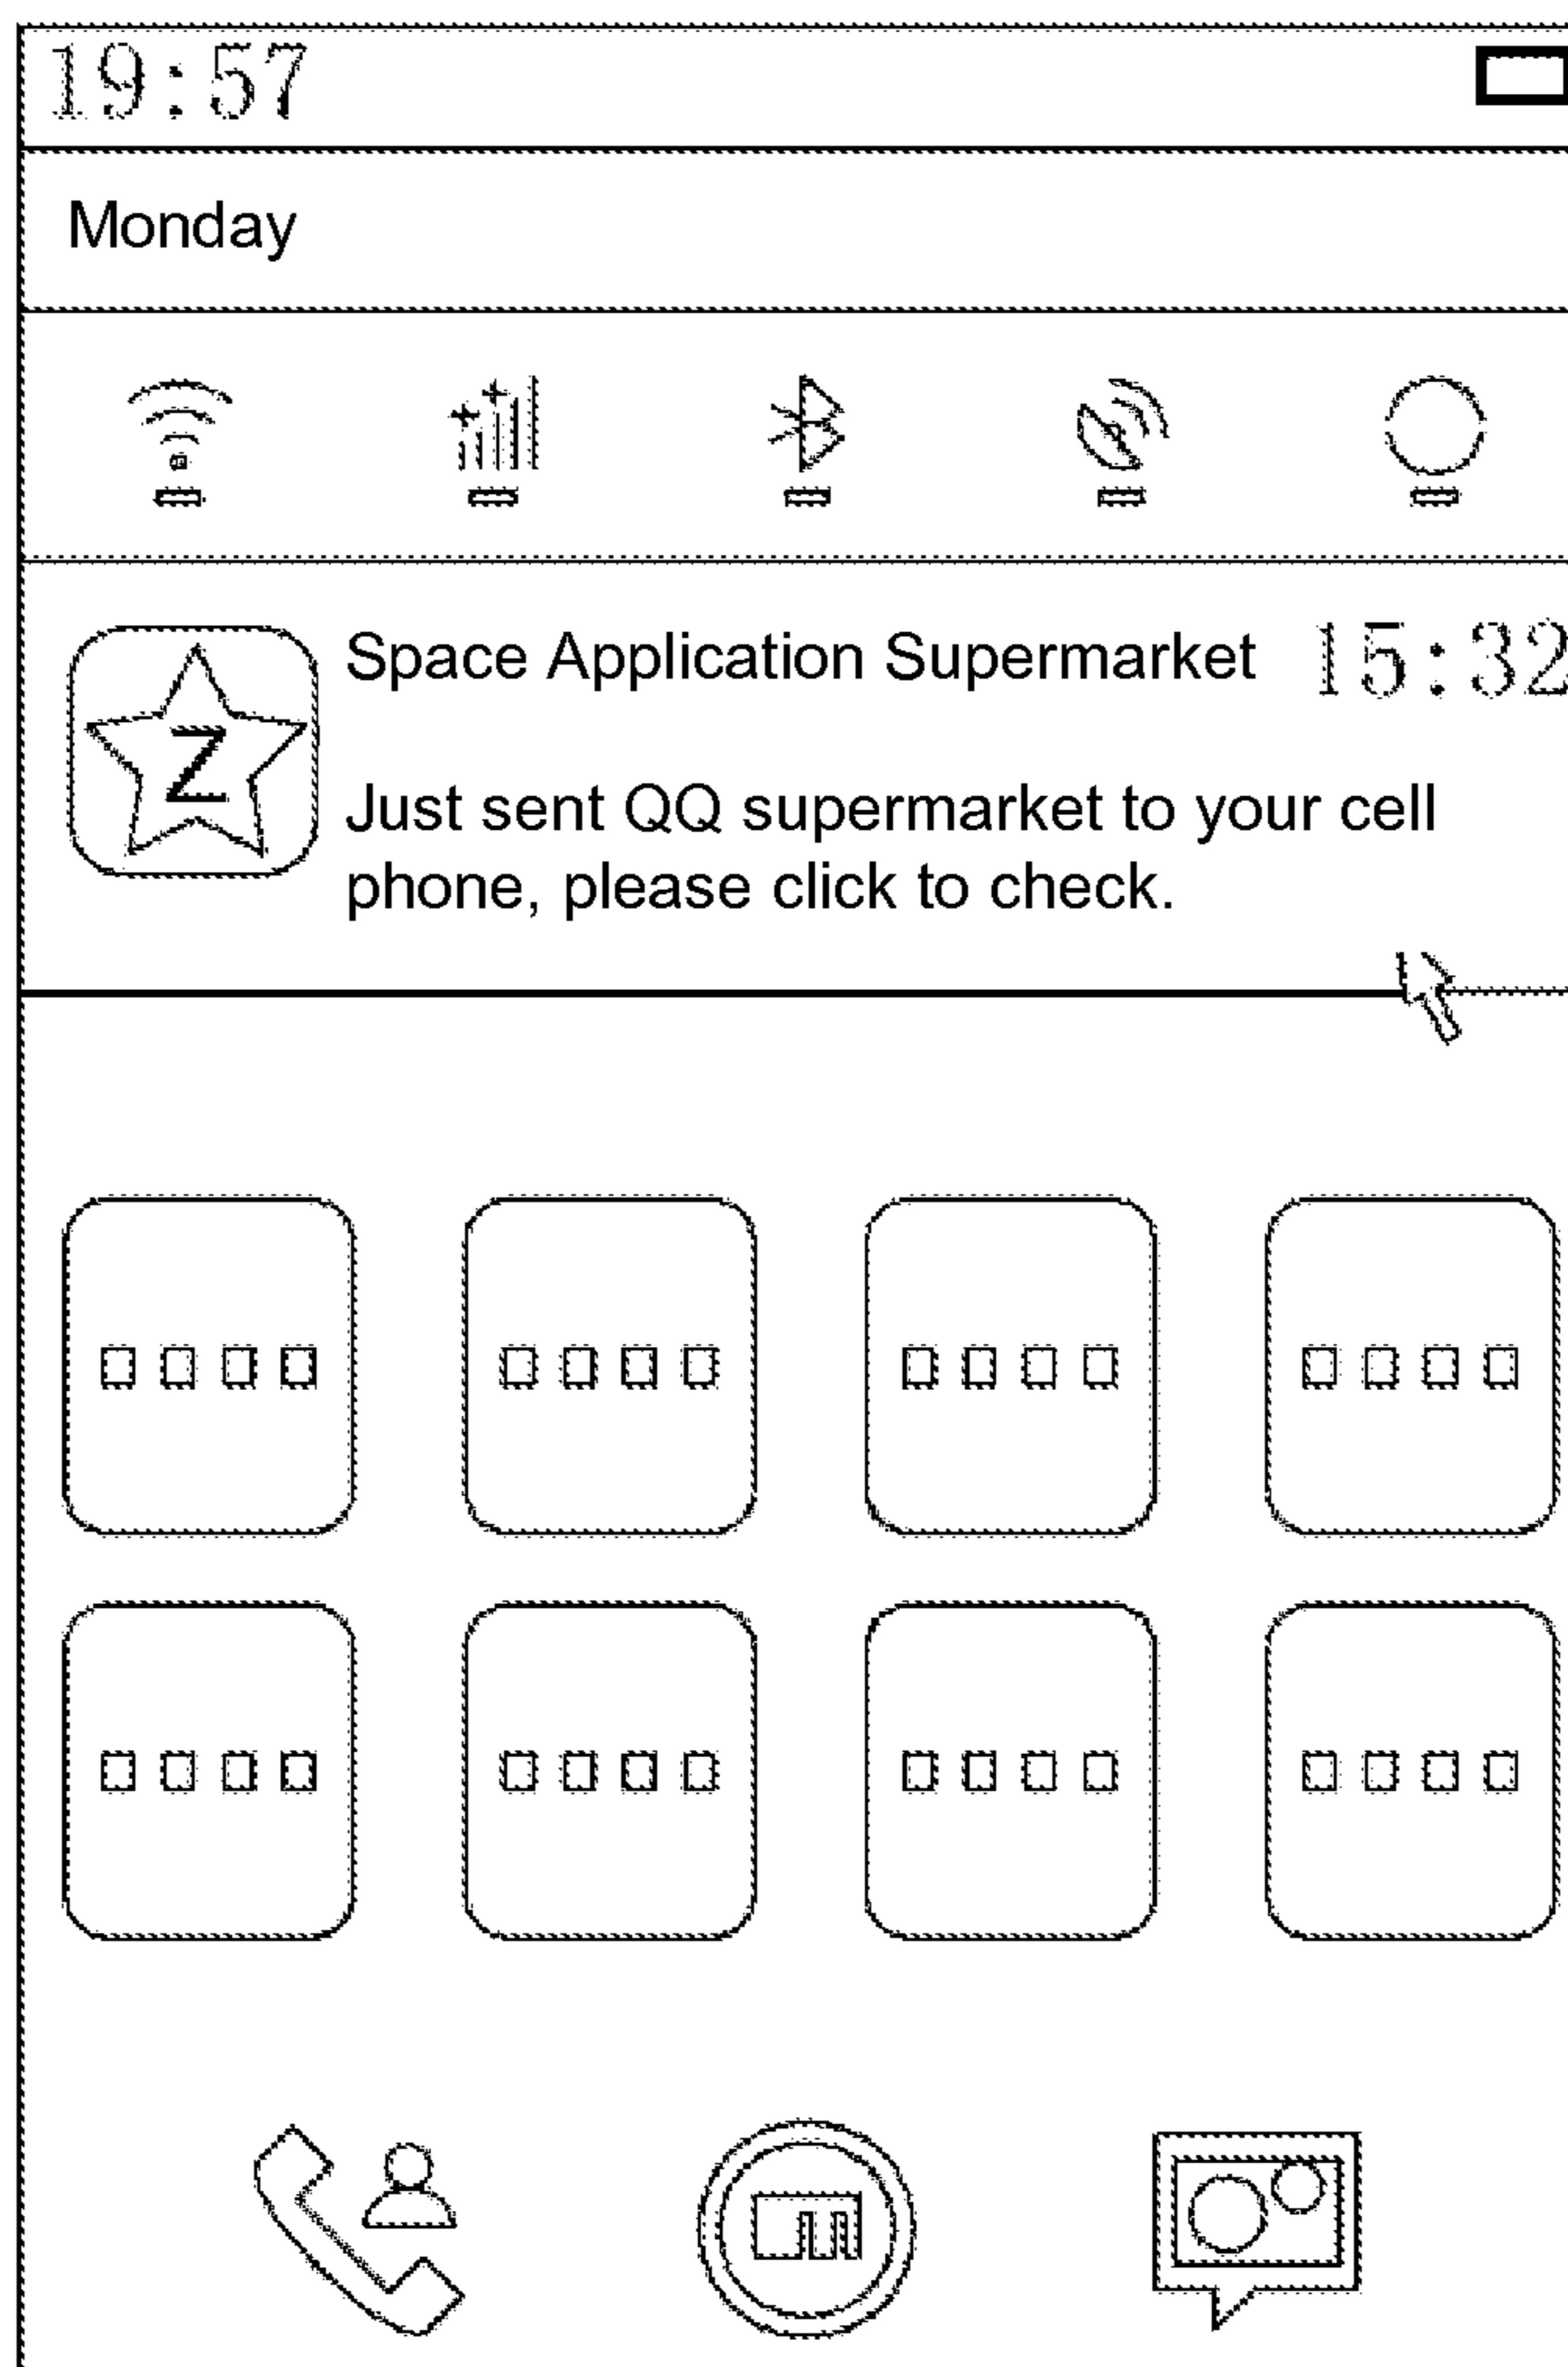 19:57
Monday
Space Application Supermarket 15:32
Z
Just sent QQ supermarket to your cell
phone, please click to check.